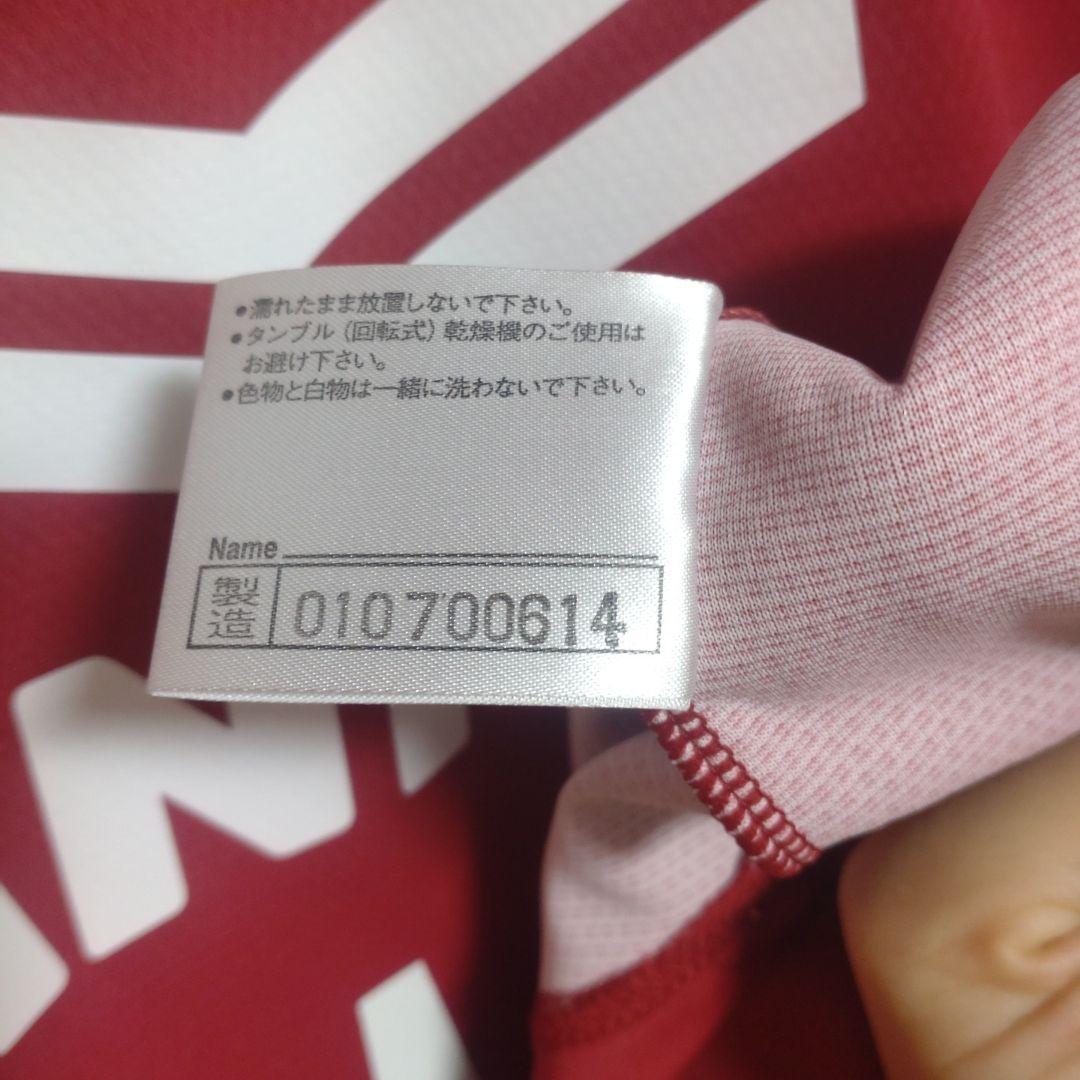 ●濡れたまま放置しないで下さい。
●タンブル（回転式）乾燥機のご使用は
お避け下さい。
●色物と白物は一緒に洗わないで下さい。
Name
製造 010700614